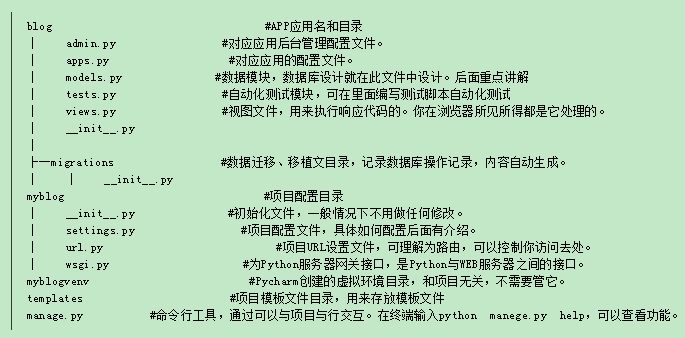 blog #APP应用名和目录
│ admin.py #对应应用后台管理配置文件。
│ apps.py #对应应用的配置文件。
│ models.py #数据模块，数据库设计就在此文件中设计。后面重点讲解
│ tests.py #自动化测试模块，可在里面编写测试脚本自动化测试
│ views.py #视图文件，用来执行响应代码的。你在浏览器所见所得都是它处理的。
│ __init__.py
│
├─migrations #数据迁移、移植文目录，记录数据库操作记录，内容自动生成。
│ │ __init__.py
myblog #项目配置目录
│ __init__.py #初始化文件，一般情况下不用做任何修改。
│ settings.py #项目配置文件，具体如何配置后面有介绍。
│ url.py #项目URL设置文件，可理解为路由，可以控制你访问去处。
│ wsgi.py #为Python服务器网关接口，是Python与WEB服务器之间的接口。
myblogvenv #Pycharm创建的虚拟环境目录，和项目无关，不需要管它。
templates #项目模板文件目录，用来存放模板文件
manage.py #命令行工具，通过可以与项目与行交互。在终端输入python manege.py help，可以查看功能。